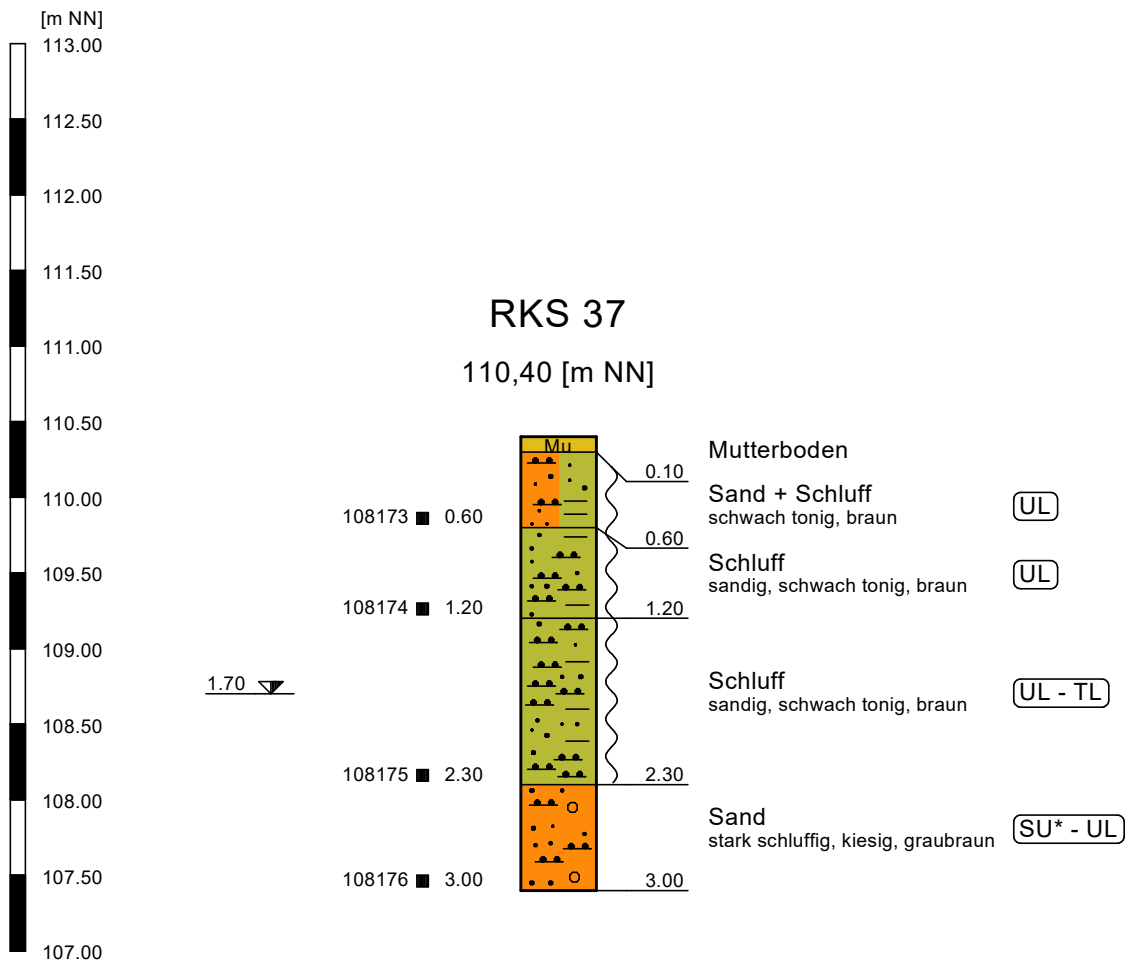 [m NN]
113.00
112.50
112.00
111.50
111.00
110.50
110.00
109.50
109.00
108.50
108.00
107.50
107.00
RKS 37
110,40 [m NN]
Mu
0.10
Mutterboden
Sand + Schluff
schwach tonig, braun
UL
108173 0.60
0.60
Schluff
sandig, schwach tonig, braun
UL
108174 1.20
1.20
1.70
Schluff
sandig, schwach tonig, braun
UL - TL
108175 2.30
2.30
Sand
stark schluffig, kiesig, graubraun
SU* - UL
108176 3.00
3.00